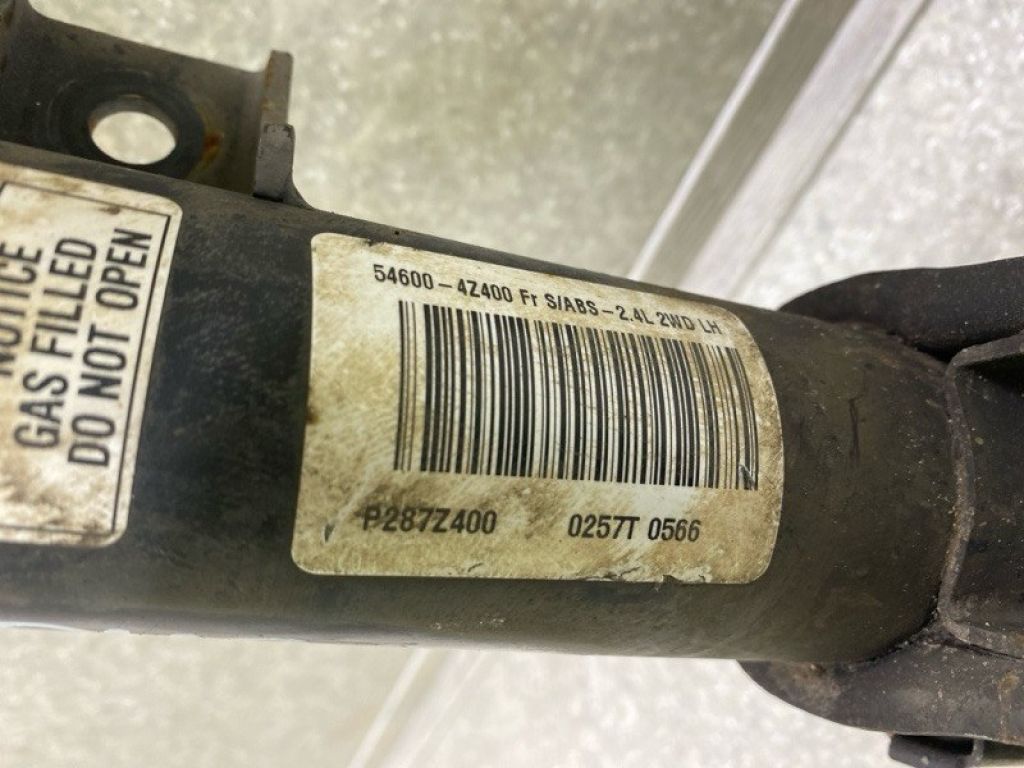 NOTICE
GAS FILLED
DO NOT OPEN
54600-4Z400 Fr S/ABS-2.4L 2WD LH
P287Z400 0257T 0566